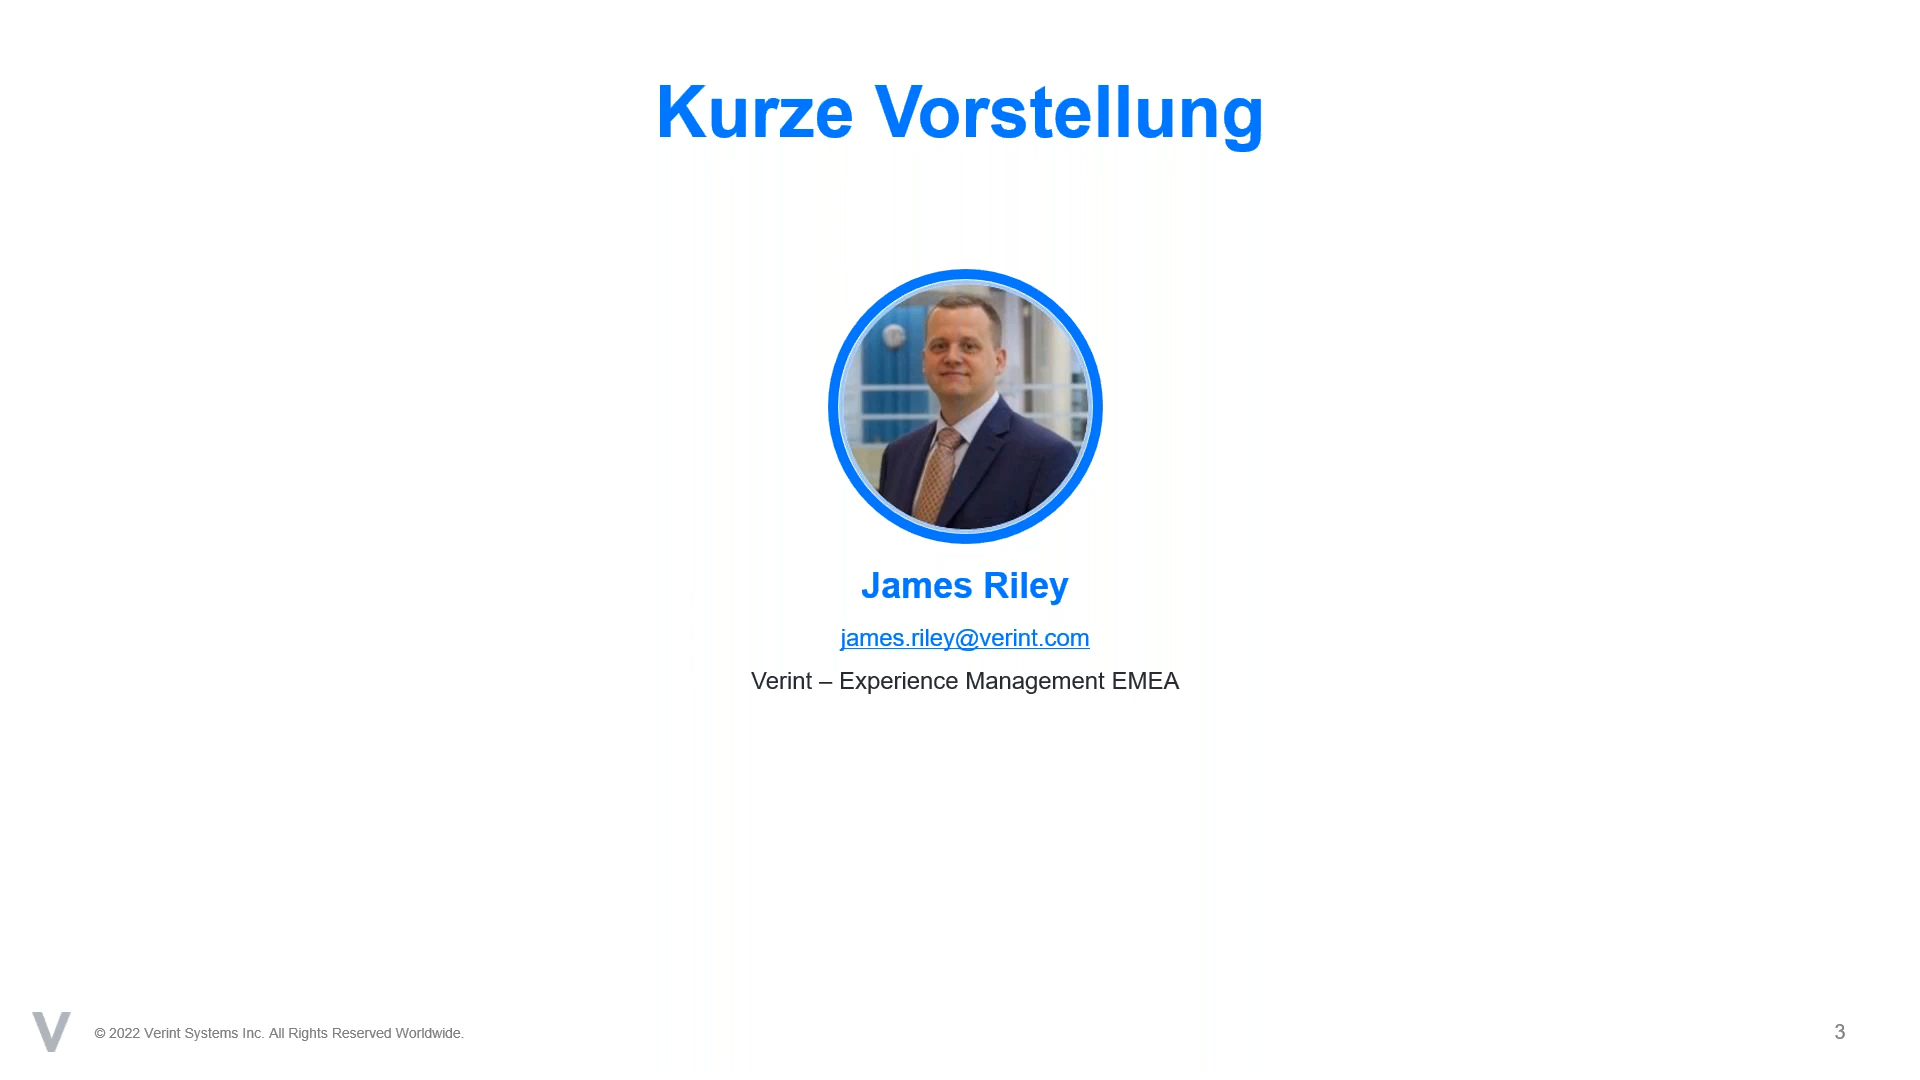 Kurze Vorstellung
James Riley
james.riley@verint.com
Verint – Experience Management EMEA
V
© 2022 Verint Systems Inc. All Rights Reserved Worldwide.
3